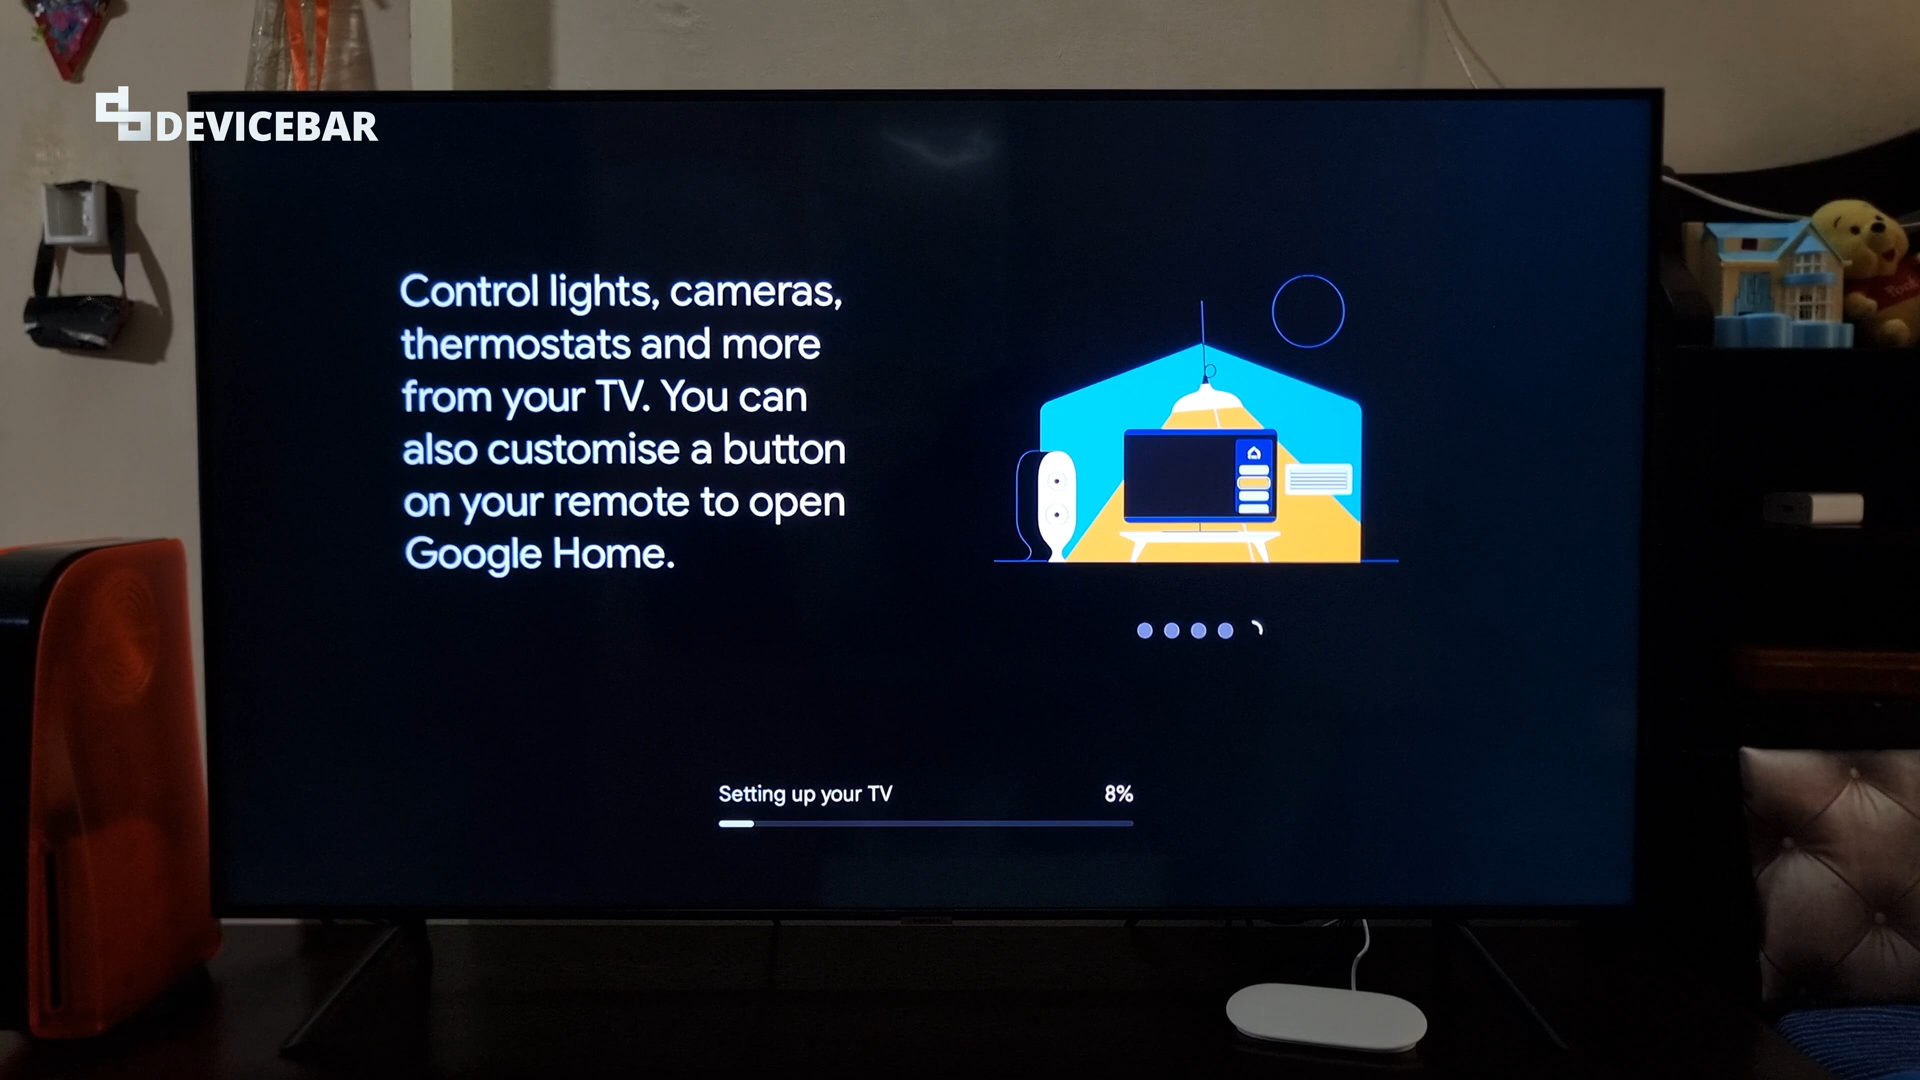 DEVICEBAR
Control lights, cameras,
thermostats and more
from your TV. You can
also customise a button
on your remote to open
Google Home.
Setting up your TV 8%
Pooh